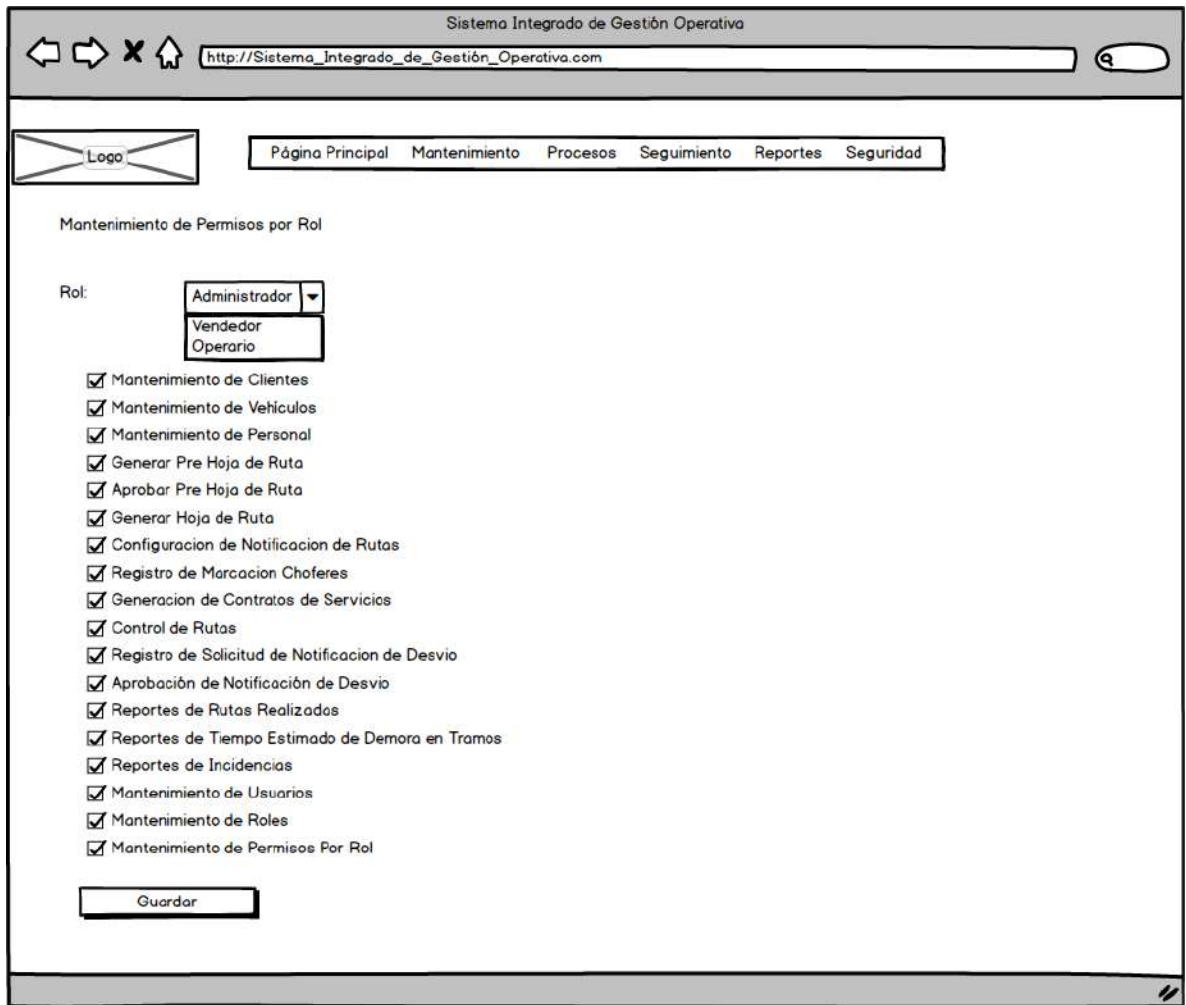 Sistema Integrado de Gestión Operativa
http://Sistema_Integrado_de_Gestión_Operativa.com
Logo
Página Principal Mantenimiento Procesos Seguimiento Reportes Seguridad
Mantenimiento de Permisos por Rol
Rol:
Administrador
Vendedor
Operario
Mantenimiento de Clientes
Mantenimiento de Vehículos
Mantenimiento de Personal
Generar Pre Hoja de Ruta
Aprobar Pre Hoja de Ruta
Generar Hoja de Ruta
Configuracion de Notificacion de Rutas
Registro de Marcacion Choferes
Generacion de Contratos de Servicios
Control de Rutas
Registro de Solicitud de Notificacion de Desvio
Aprobación de Notificación de Desvio
Reportes de Rutas Realizadas
Reportes de Tiempo Estimado de Demora en Tramos
Reportes de Incidencias
Mantenimiento de Usuarios
Mantenimiento de Roles
Mantenimiento de Permisos Por Rol
Guardar